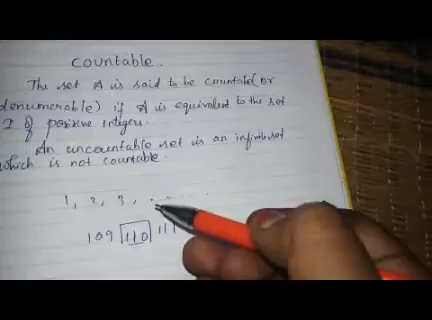 Countable.
The set A is said to be countable (or
denumerable) if A is equivalent to the set
I of positive integers.
An uncountable set is an infinite set
which is not countable.
1, 2, 3, .......
109 110 111